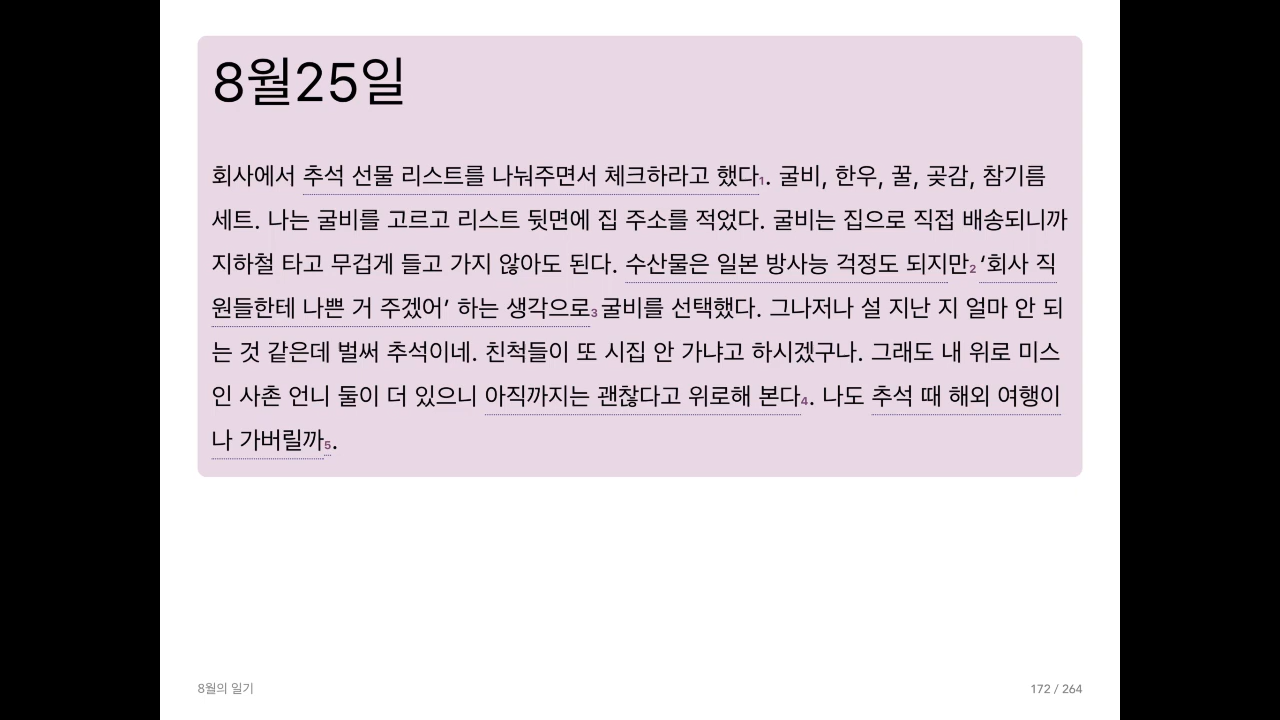 8월25일
회사에서 추석 선물 리스트를 나눠주면서 체크하라고 했다1. 굴비, 한우, 꿀, 곶감, 참기름
세트. 나는 굴비를 고르고 리스트 뒷면에 집 주소를 적었다. 굴비는 집으로 직접 배송되니까
지하철 타고 무겁게 들고 가지 않아도 된다. 수산물은 일본 방사능 걱정도 되지만2 ‘회사 직
원들한테 나쁜 거 주겠어’ 하는 생각으로3 굴비를 선택했다. 그나저나 설 지난 지 얼마 안 되
는 것 같은데 벌써 추석이네. 친척들이 또 시집 안 가냐고 하시겠구나. 그래도 내 위로 미스
인 사촌 언니 둘이 더 있으니 아직까지는 괜찮다고 위로해 본다4. 나도 추석 때 해외 여행이
나 가버릴까5.
8월의 일기
172 / 264